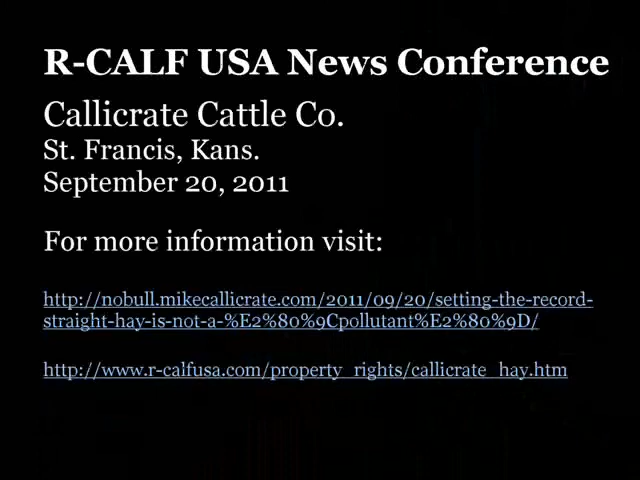 R-CALF USA News Conference
Callicrate Cattle Co.
St. Francis, Kans.
September 20, 2011
For more information visit:
http://nobull.mikecallicrate.com/2011/09/20/setting-the-record-
straight-hay-is-not-a-%E2%80%9Cpollutant%E2%80%9D/
http://www.r-calfusa.com/property_rights/callicrate_hay.htm